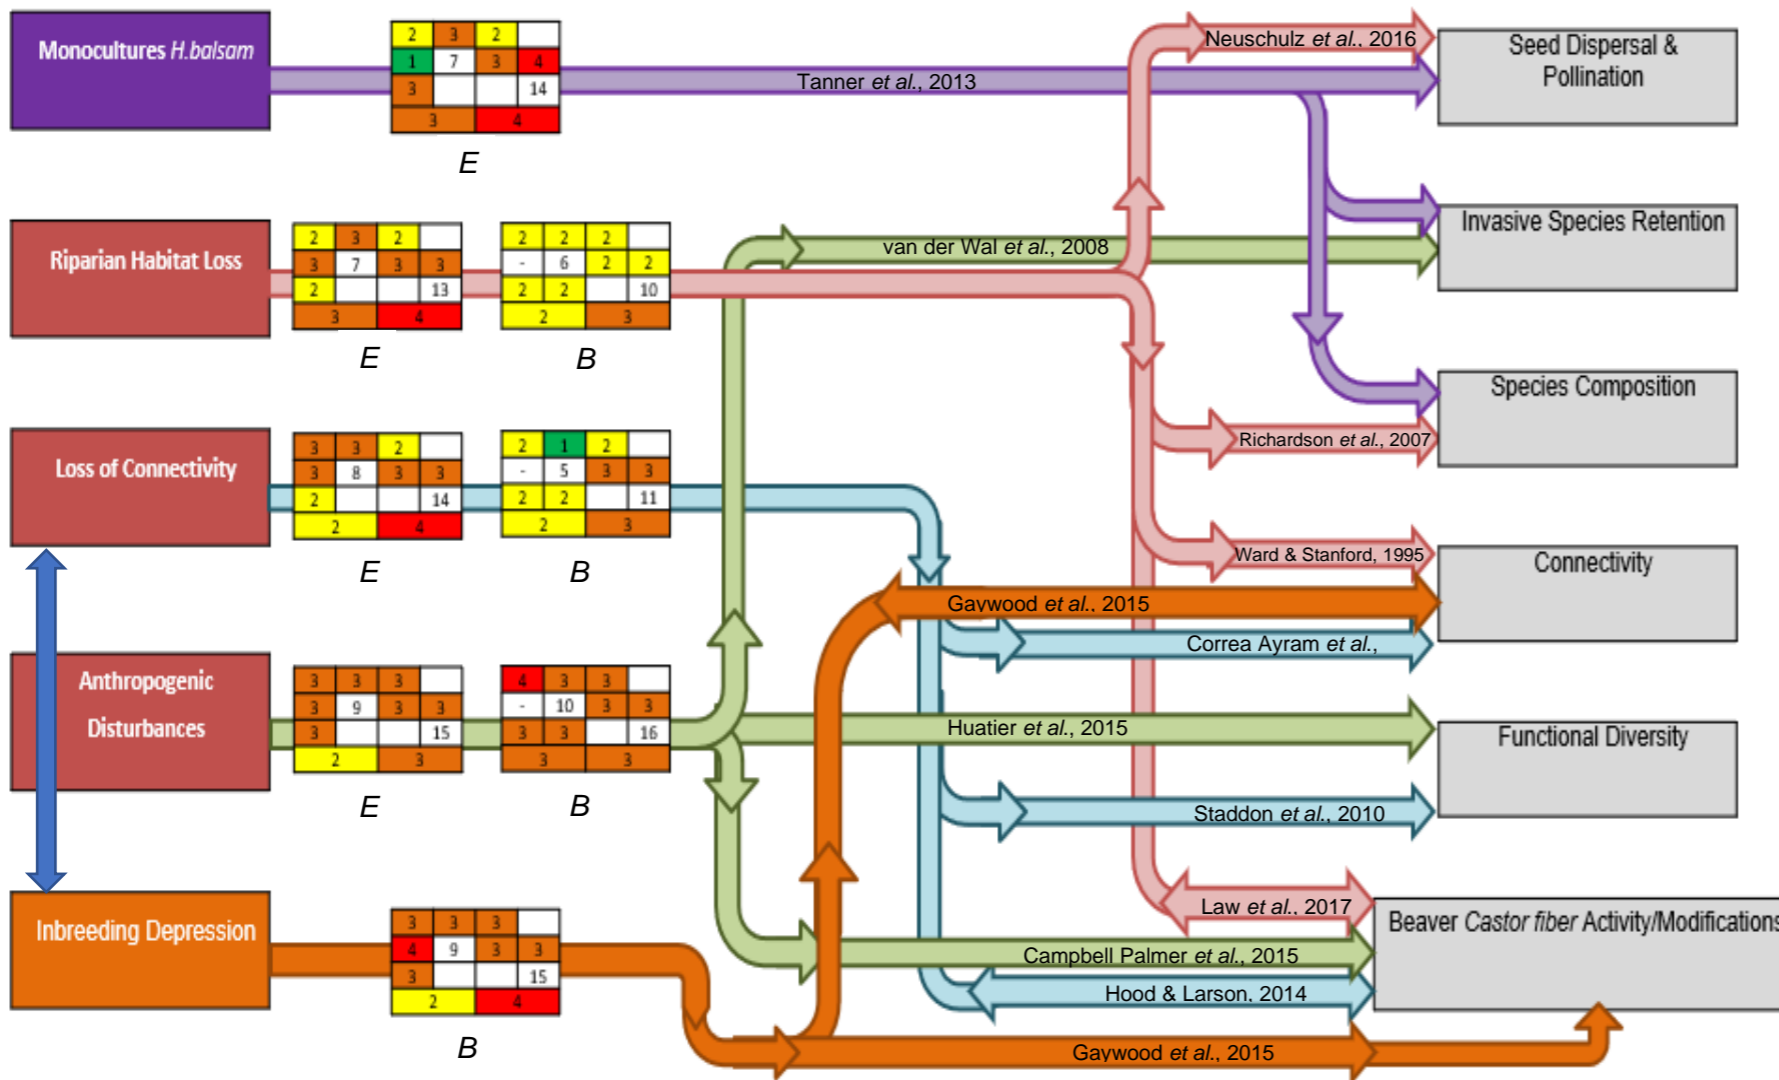 Monocultures H.balsam
2 3 2
1 7 3 4
3 14
3 4
E
Tanner et al., 2013
Neuschulz et al., 2016
Seed Dispersal &
Pollination
Riparian Habitat Loss
2 3 2
3 7 3 3
2 13
3 4
E
2 2 2
- 6 2 2
2 2 10
2 3
B
van der Wal et al., 2008
Invasive Species Retention
Species Composition
Richardson et al., 2007
Loss of Connectivity
3 3 2
3 8 3 3
2 14
2 4
E
2 1 2
- 5 3 3
2 2 11
2 3
B
Ward & Stanford, 1995
Connectivity
Gaywood et al., 2015
Correa Ayram et al.,
Anthropogenic
Disturbances
3 3 3
3 9 3 3
3 15
2 3
E
4 3 3
- 10 3 3
3 3 16
3 3
B
Huatier et al., 2015
Functional Diversity
Staddon et al., 2010
Inbreeding Depression
3 3 3
4 9 3 3
3 15
2 4
B
Law et al., 2017
Beaver Castor fiber Activity/Modifications
Campbell Palmer et al., 2015
Hood & Larson, 2014
Gaywood et al., 2015